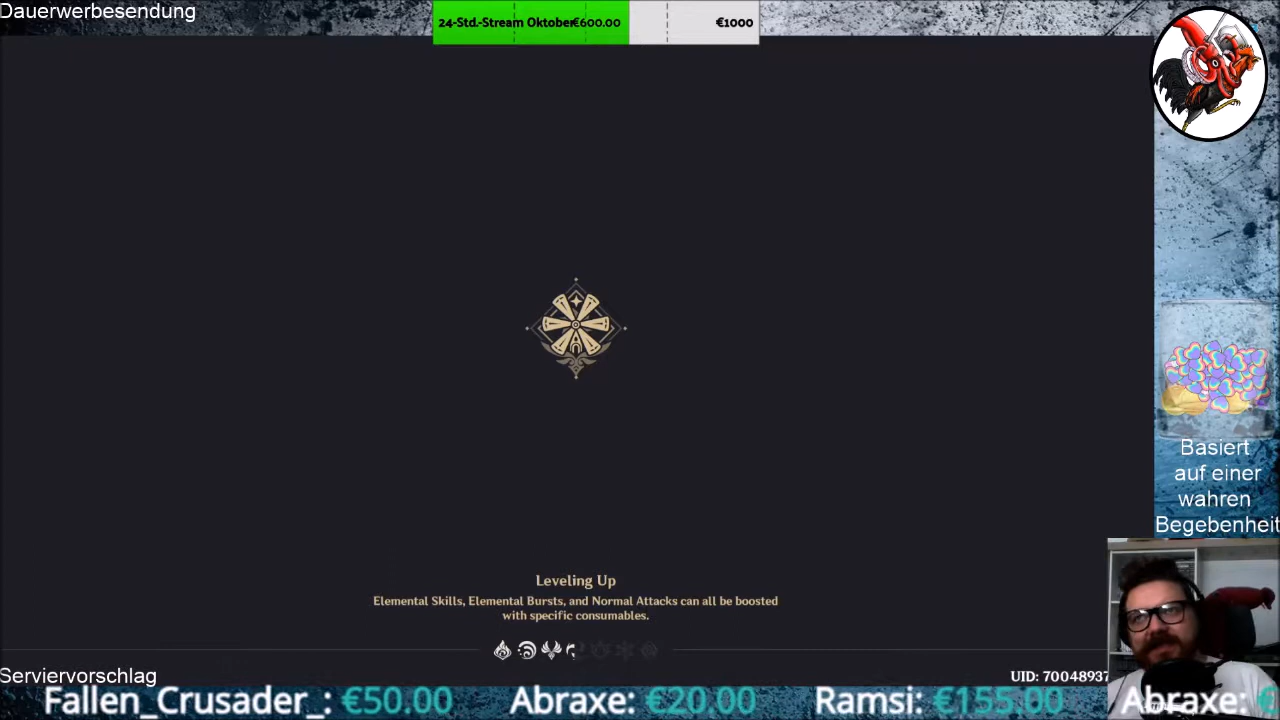 Dauerwerbesendung
24-Std.-Stream Oktober€600.00 €1000
Basiert
auf einer
wahren
Begebenheit
Leveling Up
Elemental Skills, Elemental Bursts, and Normal Attacks can all be boosted
with specific consumables.
Serviervorschlag
UID: 70048937
Fallen_Crusader_: €50.00 Abraxe: €20.00 Ramsi: €155.00 Abraxe: €